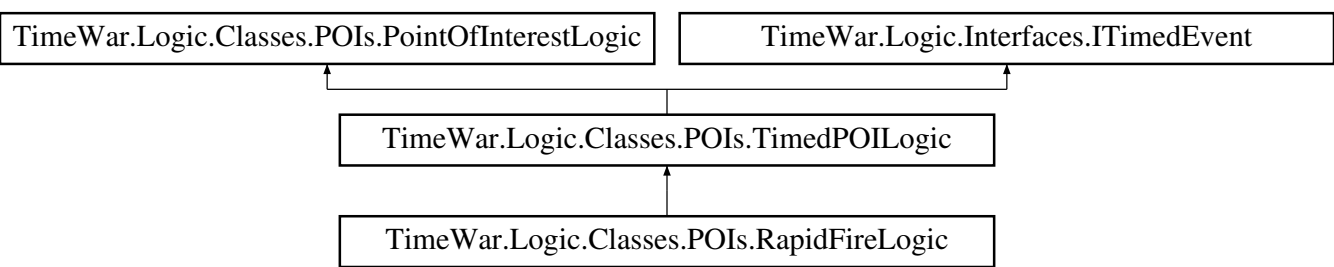 TimeWar.Logic.Classes.POIs.PointOfInterestLogic
TimeWar.Logic.Interfaces.ITimedEvent
TimeWar.Logic.Classes.POIs.TimedPOILogic
TimeWar.Logic.Classes.POIs.RapidFireLogic